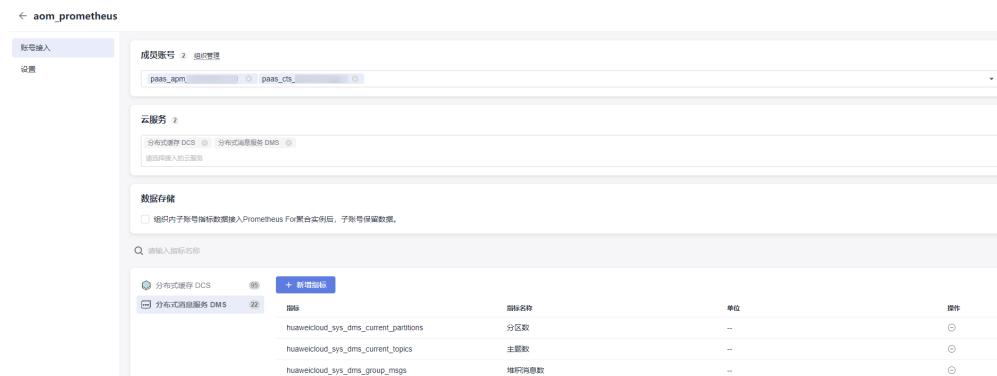 ← aom_prometheus
账号接入
设置
成员账号 2 组织管理
paas_apm_ paas_cts_
云服务 2
分布式缓存 DCS 分布式消息服务 DMS
请选择接入的云服务
数据存储
组织内子账号指标数据接入Prometheus For聚合实例后，子账号保留数据。
请输入指标名称
分布式缓存 DCS 95
分布式消息服务 DMS 22
+ 新增指标
指标 指标名称 单位 操作
huaweicloud_sys_dms_current_partitions 分区数 --
huaweicloud_sys_dms_current_topics 主题数 --
huaweicloud_sys_dms_group_msgs 堆积消息数 --